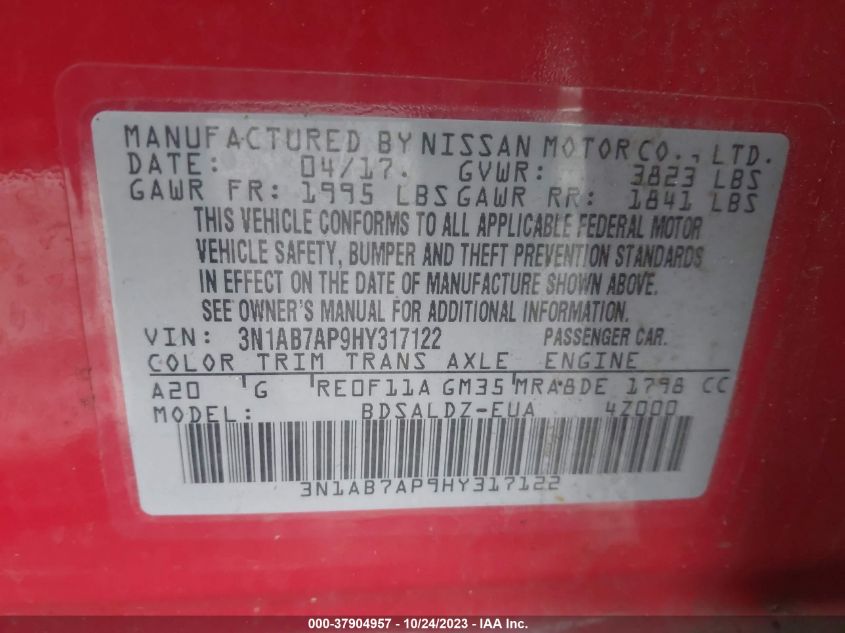 MANUFACTURED BY NISSAN MOTOR CO., LTD.
DATE: 04/17. GVWR: 3823 LBS
GAWR FR: 1995 LBS GAWR RR: 1841 LBS
THIS VEHICLE CONFORMS TO ALL APPLICABLE FEDERAL MOTOR
VEHICLE SAFETY, BUMPER AND THEFT PREVENTION STANDARDS
IN EFFECT ON THE DATE OF MANUFACTURE SHOWN ABOVE.
SEE OWNER'S MANUAL FOR ADDITIONAL INFORMATION.
VIN: 3N1AB7AP9HY317122 PASSENGER CAR.
COLOR TRIM TRANS AXLE ENGINE
A20 G RE0F11A GM35 MRA8DE 1798 CC
MODEL: BDSALDZ-EUA 4Z000
3N1AB7AP9HY317122
000-37904957 - 10/24/2023 - IAA Inc.